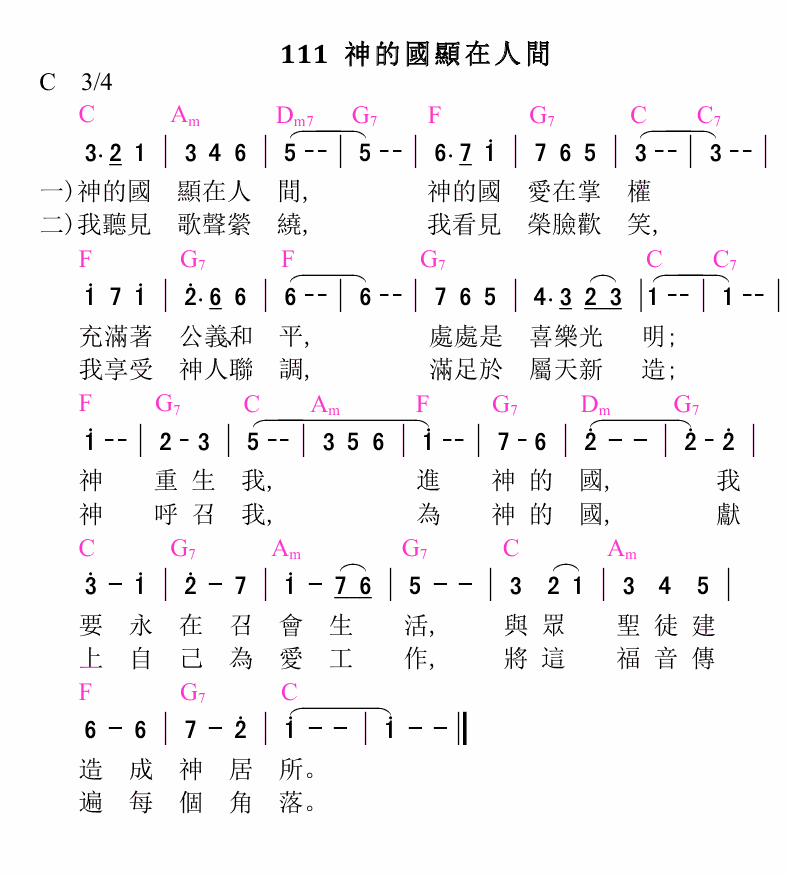 111 神的國顯在人間
C 3/4
C Am Dm7 G7 F G7 C C7
3· 2 1 | 3 4 6 | 5 - - | 5 - - | 6· 7 i | 7 6 5 | 3 - - | 3 - - |
一)神的國 顯在人 間, 神的國 愛在掌 權
二)我聽見 歌聲縈 繞, 我看見 榮臉歡 笑,
F G7 F G7 C C7
i 7 i | 2̇· 6 6 | 6 - - | 6 - - | 7 6 5 | 4· 3 2 3 | 1 - - | 1 - - |
充滿著 公義和 平, 處處是 喜樂光 明;
我享受 神人聯 調, 滿足於 屬天新 造;
F G7 C Am F G7 Dm G7
i - - | 2 - 3 | 5 - - | 3 5 6 | i - - | 7 - 6 | 2̇ - - | 2̇ - 2̇ |
神 重 生 我, 進 神 的 國, 我
神 呼 召 我, 為 神 的 國, 獻
C G7 Am G7 C Am
3̇ - i | 2̇ - 7 | i - 7 6 | 5 - - | 3 2 1 | 3 4 5 |
要 永 在 召 會 生 活, 與 眾 聖 徒 建
上 自 己 為 愛 工 作, 將 這 福 音 傳
F G7 C
6 - 6 | 7 - 2̇ | i - - | i - - ‖
造 成 神 居 所。
遍 每 個 角 落。